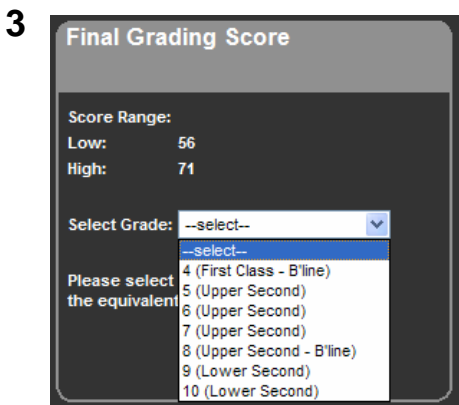 3
Final Grading Score
Score Range:
Low: 56
High: 71
Select Grade: --select--
--select--
4 (First Class - B'line)
5 (Upper Second)
6 (Upper Second)
7 (Upper Second)
8 (Upper Second - B'line)
9 (Lower Second)
10 (Lower Second)
Please select
the equivalent